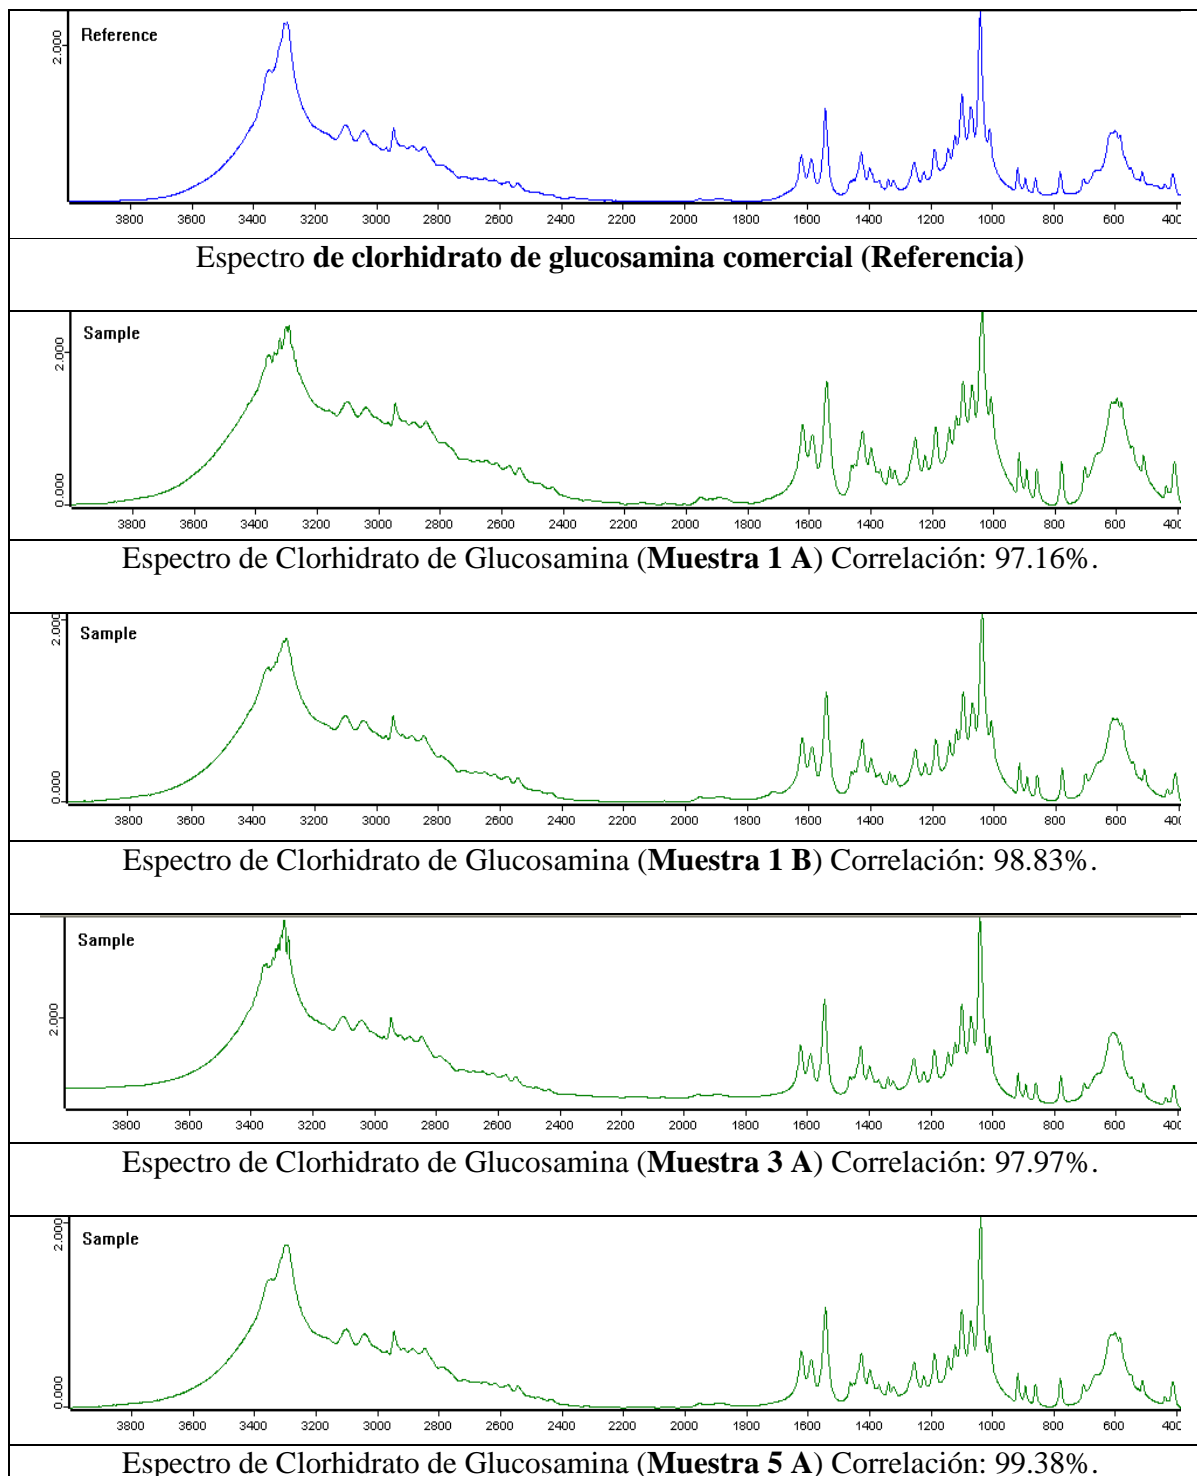 Reference
2.000
3800 3600 3400 3200 3000 2800 2600 2400 2200 2000 1800 1600 1400 1200 1000 800 600 400
Espectro de clorhidrato de glucosamina comercial (Referencia)
Sample
2.000
0.000
3800 3600 3400 3200 3000 2800 2600 2400 2200 2000 1800 1600 1400 1200 1000 800 600 400
Espectro de Clorhidrato de Glucosamina (Muestra 1 A) Correlación: 97.16%.
Sample
2.000
0.000
3800 3600 3400 3200 3000 2800 2600 2400 2200 2000 1800 1600 1400 1200 1000 800 600 400
Espectro de Clorhidrato de Glucosamina (Muestra 1 B) Correlación: 98.83%.
Sample
2.000
3800 3600 3400 3200 3000 2800 2600 2400 2200 2000 1800 1600 1400 1200 1000 800 600 400
Espectro de Clorhidrato de Glucosamina (Muestra 3 A) Correlación: 97.97%.
Sample
2.000
0.000
3800 3600 3400 3200 3000 2800 2600 2400 2200 2000 1800 1600 1400 1200 1000 800 600 400
Espectro de Clorhidrato de Glucosamina (Muestra 5 A) Correlación: 99.38%.